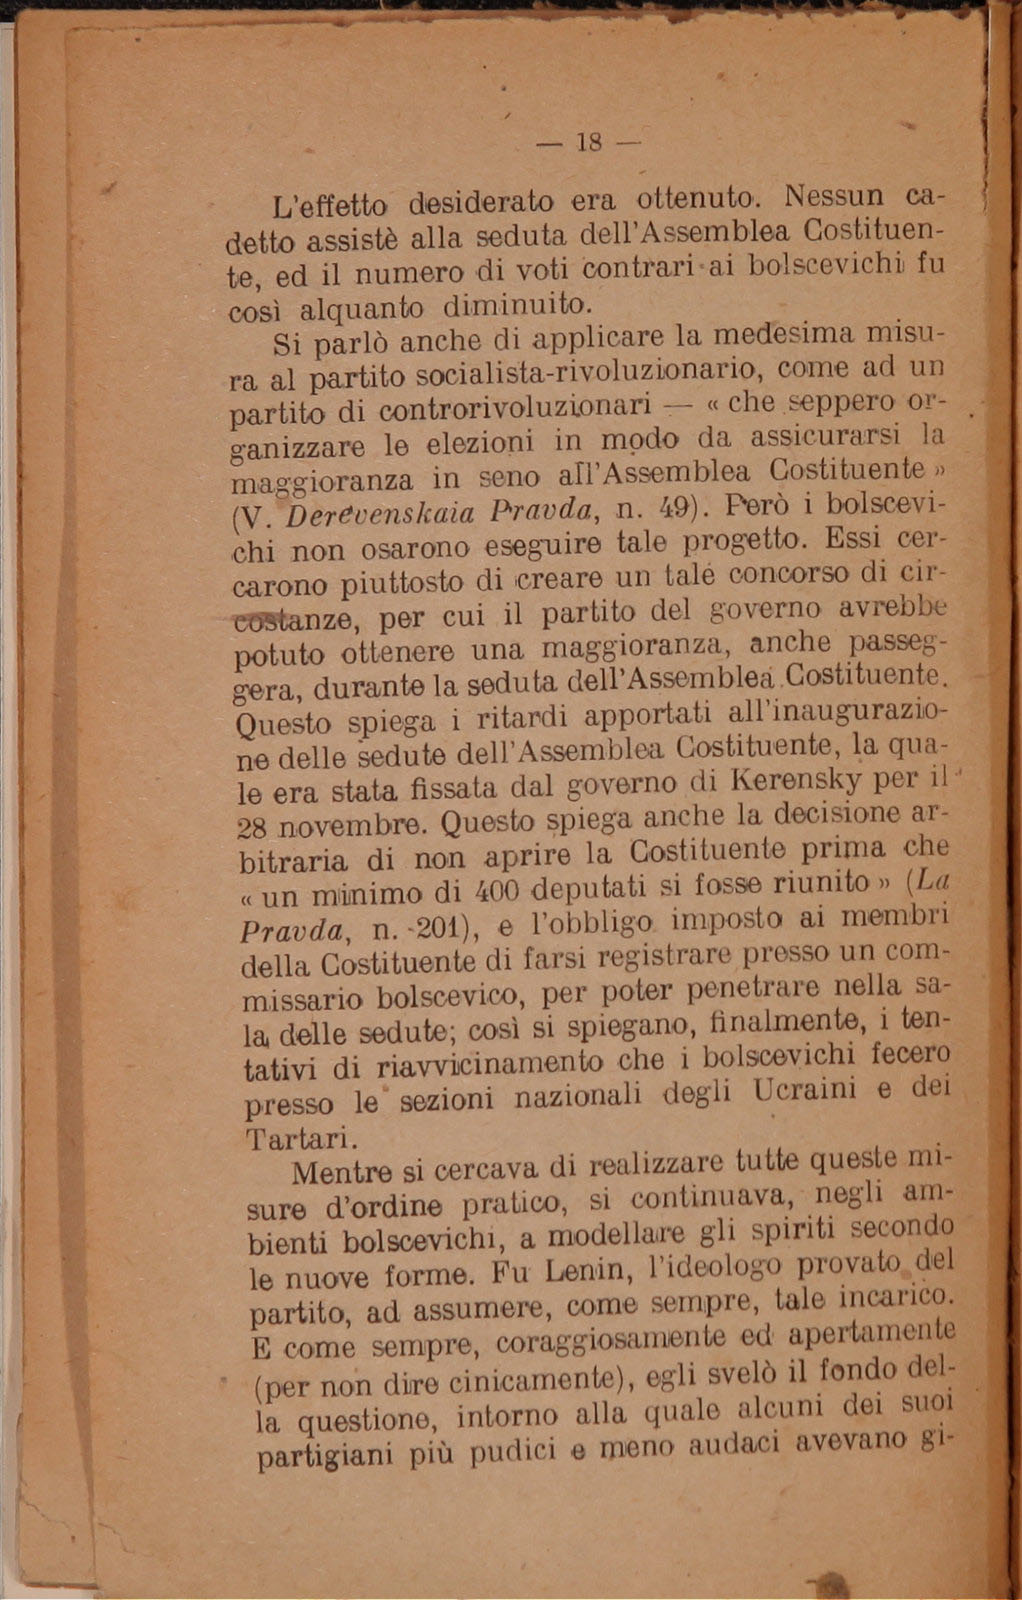 — 18 —
L'effetto desiderato era ottenuto. Nessun ca-
detto assistè alla seduta dell'Assemblea Costituen-
te, ed il numero di voti contrari ai bolscevichi fu
così alquanto diminuito.
Si parlò anche di applicare la medesima misu-
ra al partito socialista-rivoluzionario, come ad un
partito di controrivoluzionari — « che seppero or-
ganizzare le elezioni in modo da assicurarsi la
maggioranza in seno all'Assemblea Costituente »
(V. Derevenskaia Pravda, n. 49). Però i bolscevi-
chi non osarono eseguire tale progetto. Essi cer-
carono piuttosto di creare un tale concorso di cir-
costanze, per cui il partito del governo avrebbe
potuto ottenere una maggioranza, anche passeg-
gera, durante la seduta dell'Assemblea Costituente.
Questo spiega i ritardi apportati all'inaugurazio-
ne delle sedute dell'Assemblea Costituente, la qua-
le era stata fissata dal governo di Kerensky per il
28 novembre. Questo spiega anche la decisione ar-
bitraria di non aprire la Costituente prima che
« un minimo di 400 deputati si fosse riunito » (La
Pravda, n. 201), e l'obbligo imposto ai membri
della Costituente di farsi registrare presso un com-
missario bolscevico, per poter penetrare nella sa-
la delle sedute; così si spiegano, finalmente, i ten-
tativi di riavvicinamento che i bolscevichi fecero
presso le sezioni nazionali degli Ucraini e dei
Tartari.
Mentre si cercava di realizzare tutte queste mi-
sure d'ordine pratico, si continuava, negli am-
bienti bolscevichi, a modellare gli spiriti secondo
le nuove forme. Fu Lenin, l'ideologo provato del
partito, ad assumere, come sempre, tale incarico.
E come sempre, coraggiosamente ed apertamente
(per non dire cinicamente), egli svelò il fondo del-
la questione, intorno alla quale alcuni dei suoi
partigiani più pudici e meno audaci avevano gi-